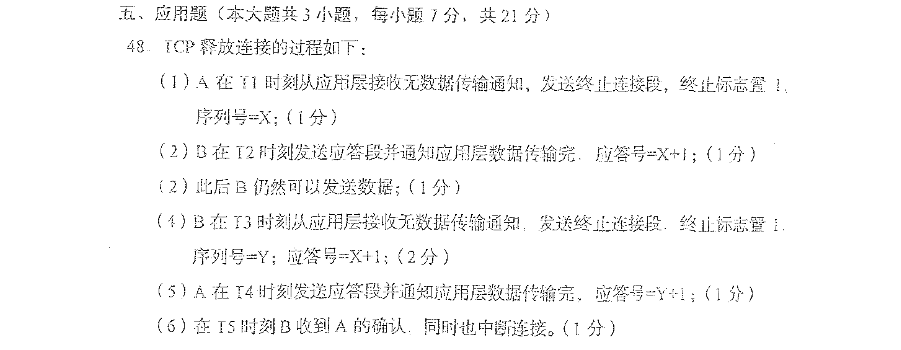 五、应用题（本大题共3小题，每小题7分，共21分）
48. TCP释放连接的过程如下：
（1）A在T1时刻从应用层接收无数据传输通知，发送终止连接段，终止标志置1，
序列号=X；（1分）
（2）B在T2时刻发送应答段并通知应用层数据传输完，应答号=X+1；（1分）
（2）此后B仍然可以发送数据；（1分）
（4）B在T3时刻从应用层接收无数据传输通知，发送终止连接段，终止标志置1，
序列号=Y；应答号=X+1；（2分）
（5）A在T4时刻发送应答段并通知应用层数据传输完，应答号=Y+1；（1分）
（6）在T5时刻B收到A的确认，同时也中断连接。（1分）